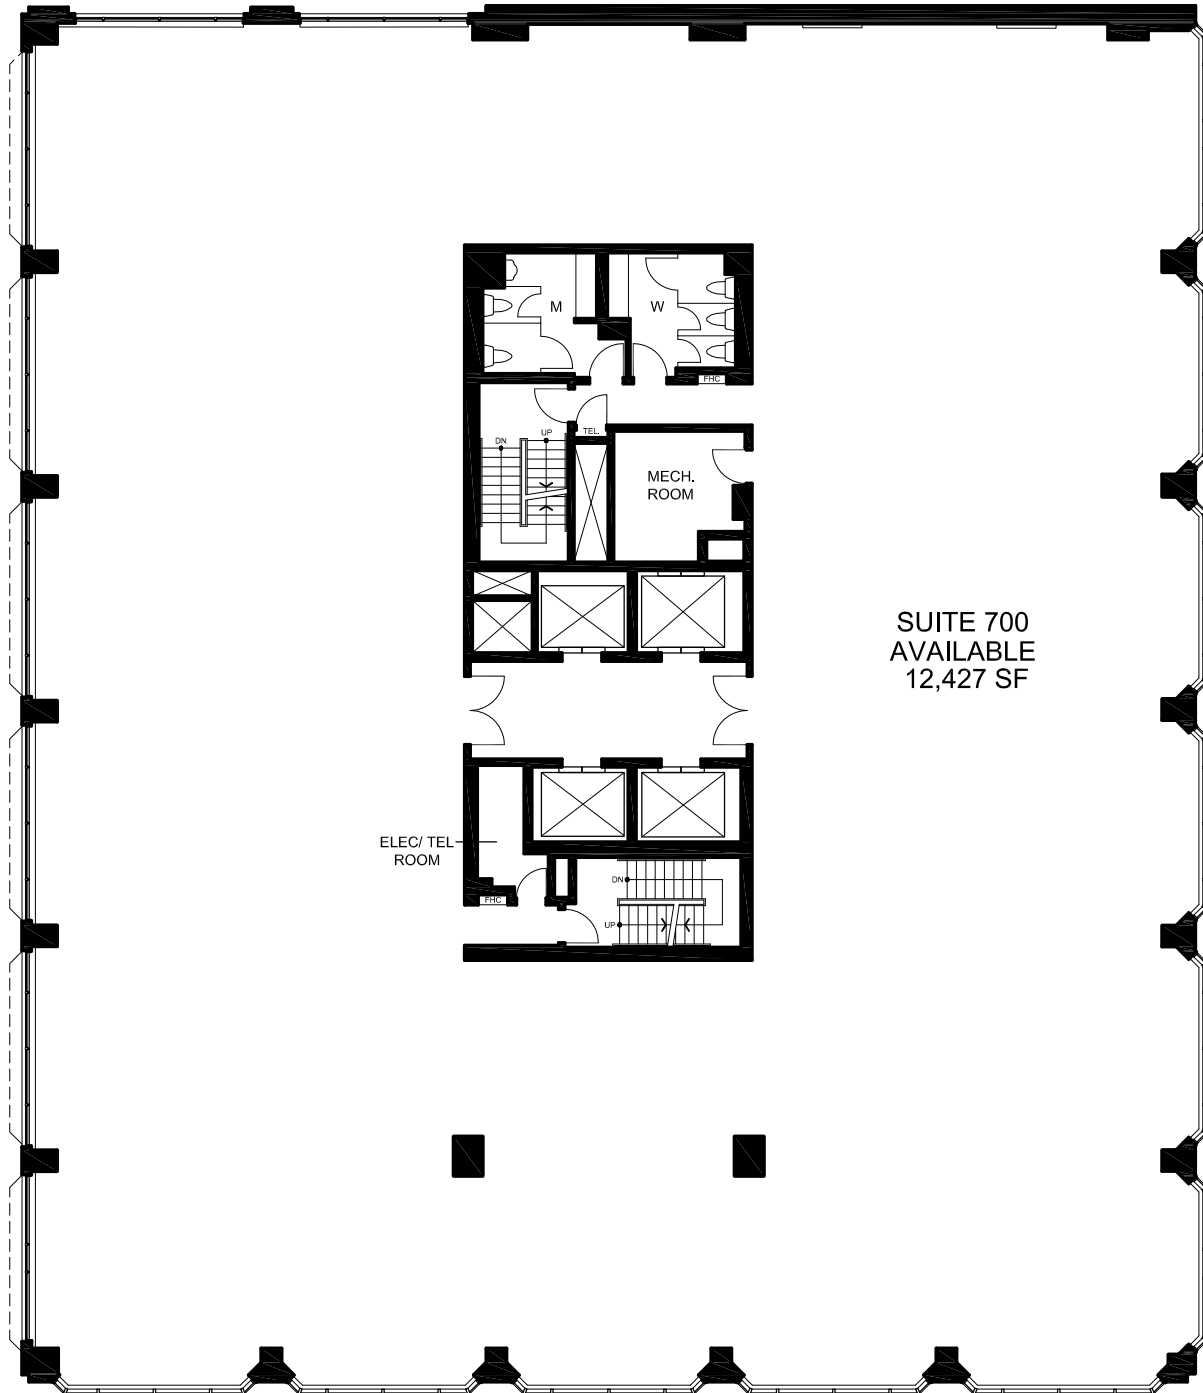 M
W
FHC
TEL.
DN
UP
MECH.
ROOM
SUITE 700
AVAILABLE
12,427 SF
ELEC/ TEL
ROOM
DN
FHC
UP